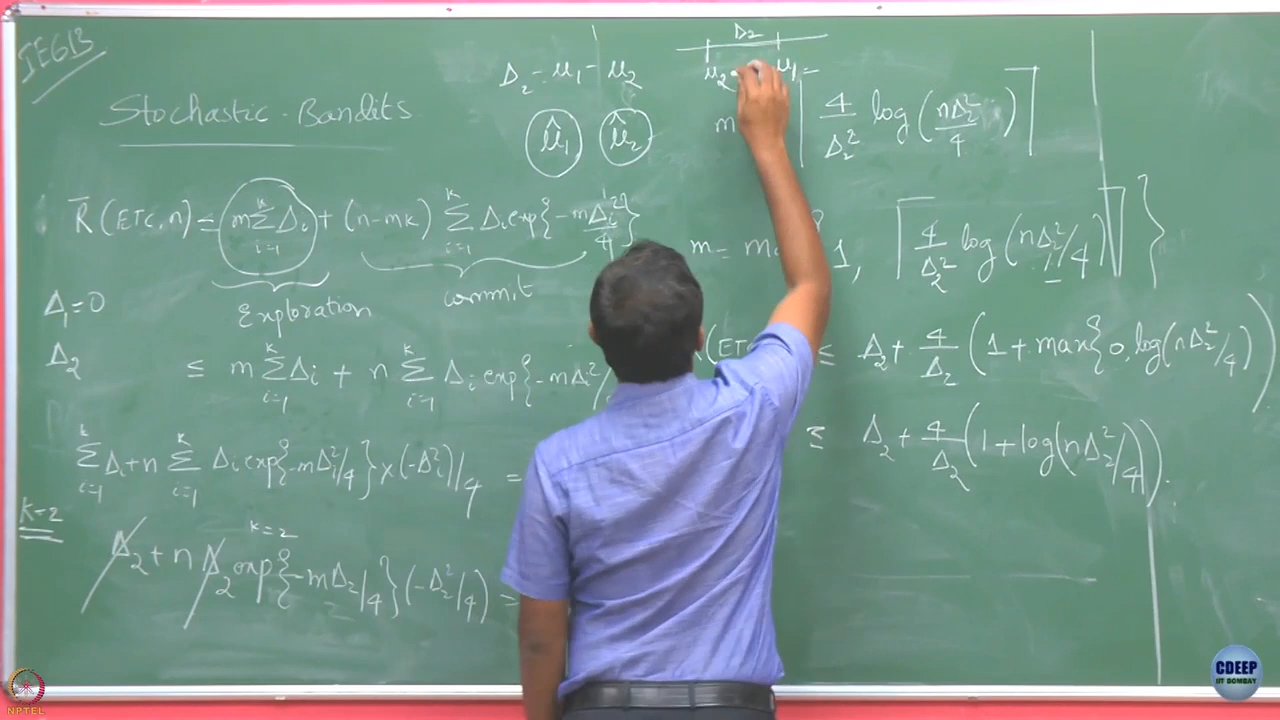 IE613
Stochastic Bandits
Δ₂ = μ₁ - μ₂
μ̂₁ μ̂₂
Δ₂
μ₂ μ₁
m ⌈ 4/Δ₂² log(nΔ₂²/4) ⌉
R̄(ETC,n) ≤ m Σ_{i=1}^{k} Δᵢ + (n-mk) Σ_{i=1}^{k} Δᵢ exp{-mΔᵢ²/4}
Exploration commit
m = ma 1, ⌈ 4/Δ₂² log(nΔ₂²/4) ⌉ }
Δ₁=0
Δ₂
≤ m Σ_{i=1}^{k} Δᵢ + n Σ_{i=1}^{k} Δᵢ exp{-mΔᵢ²/
(ETC ≤ Δ₂ + 4/Δ₂ (1 + max{0, log(nΔ₂²/4)
≤ Δ₂ + 4/Δ₂ (1 + log(nΔ₂²/4)).
Σ_{i=1}^{k} Δᵢ + n Σ_{i=1}^{k} Δᵢ exp{-mΔᵢ²/4} × (-Δᵢ²)/4 =
K=2
k=2
Δ₂ + n Δ₂ exp{-mΔ₂/4}(-Δ₂²/4) =
NPTEL
CDEEP
IIT BOMBAY